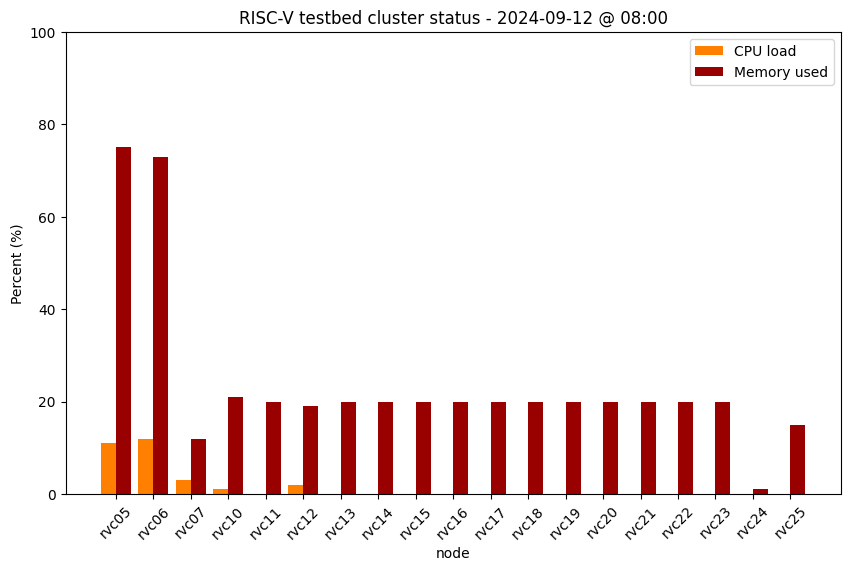 RISC-V testbed cluster status - 2024-09-12 @ 08:00
CPU load
Memory used
Percent (%)
100
80
60
40
20
0
rvc05
rvc06
rvc07
rvc10
rvc11
rvc12
rvc13
rvc14
rvc15
rvc16
rvc17
rvc18
rvc19
rvc20
rvc21
rvc22
rvc23
rvc24
rvc25
node